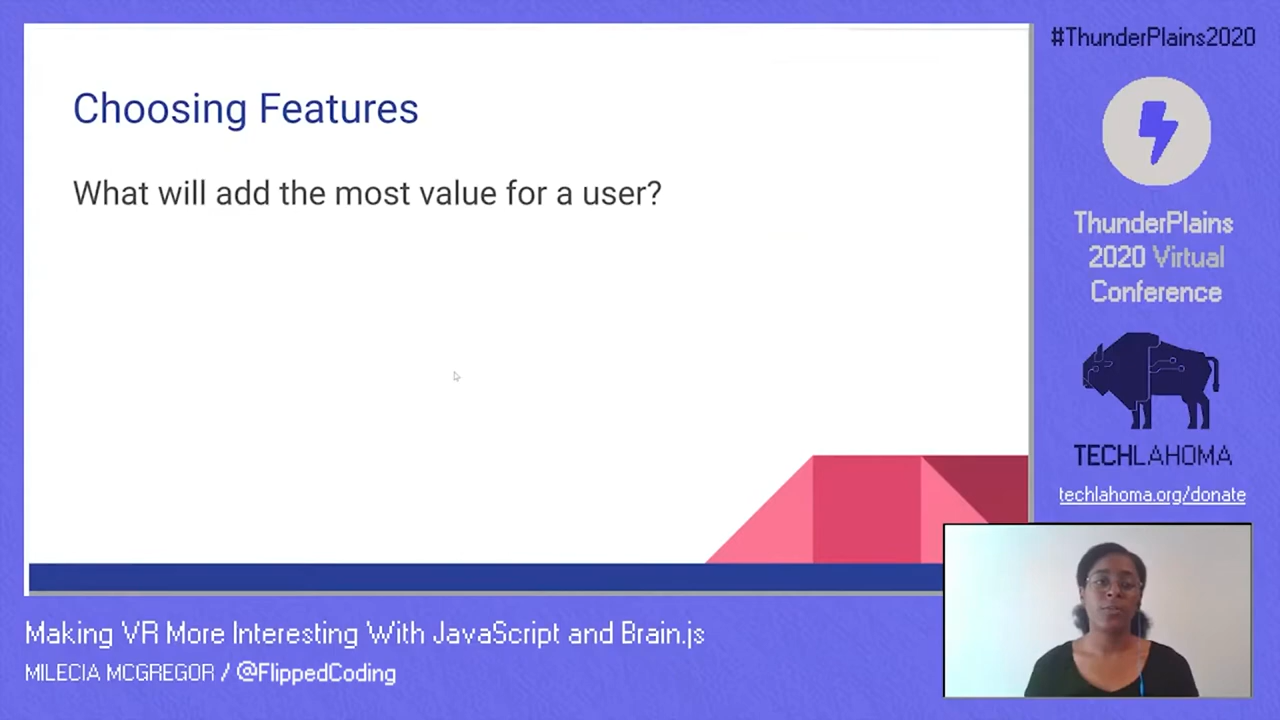 Choosing Features
What will add the most value for a user?
#ThunderPlains2020
ThunderPlains
2020 Virtual
Conference
TECHLAHOMA
techlahoma.org/donate
Making VR More Interesting With JavaScript and Brain.js
MILECIA MCGREGOR / @FlippedCoding